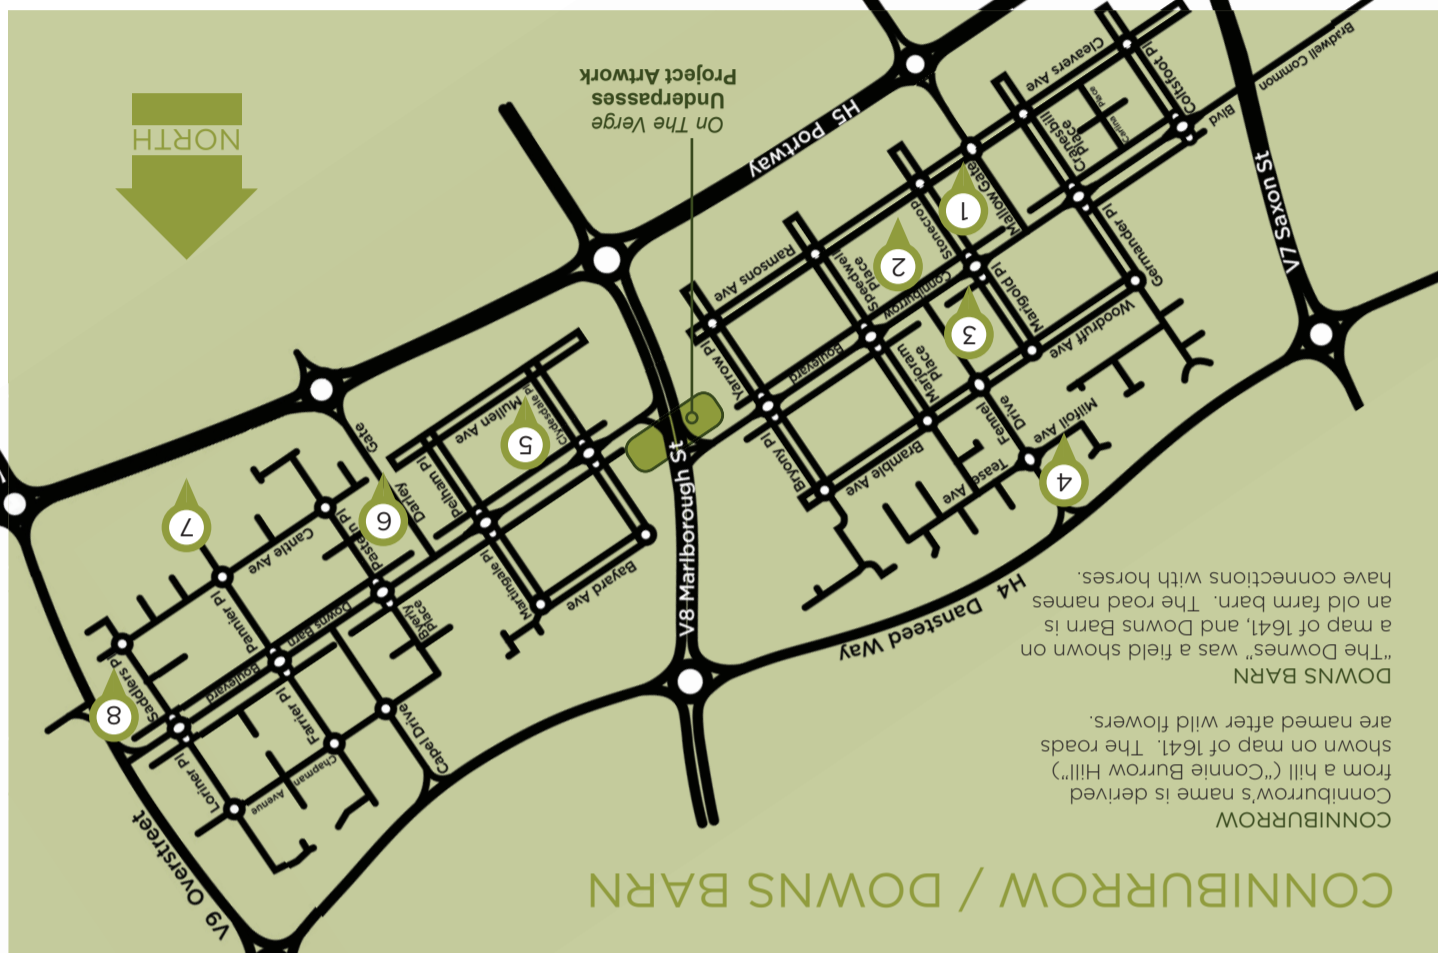 CONNIBURROW / DOWNS BARN
CONNIBURROW
Conniburrow's name is derived
from a hill ("Connie Burrow Hill")
shown on map of 1641. The roads
are named after wild flowers.
DOWNS BARN
"The Downes" was a field shown on
a map of 1641, and Downs Barn is
an old farm barn. The road names
have connections with horses.
V9 Overstreet
Loriner Pl
Avenue
Chapman
Farrier Pl
Capel Drive
8
Saddlers Pl
Boulevard
Downs Barn
Pannier Pl
Byerly
Place
Cantle Ave
7
Pastern Pl
6
Darley
Gate
Martingale Pl
Bayard Ave
Pelham Pl
Mullen Ave
5
Clydesdale Pl
H4 Dansteed Way
V8 Marlborough St
4
Milfoil Ave
Teasel Ave
Fennel
Drive
Bramble Ave
Bryony Pl
Marjoram
Place
Woodruff Ave
Germander Pl
Marigold Pl
3
Yarrow Pl
Boulevard
Conniburrow
Speedwell
Place
Ramsons Ave
2
Stonecrop
1
Mallow Gate
Cranesbill
Place
Carlina
Place
Cleavers Ave
Coltsfoot Pl
Blvd
Bradwell Common
V7 Saxon St
H5 Portway
On The Verge
Underpasses
Project Artwork
NORTH